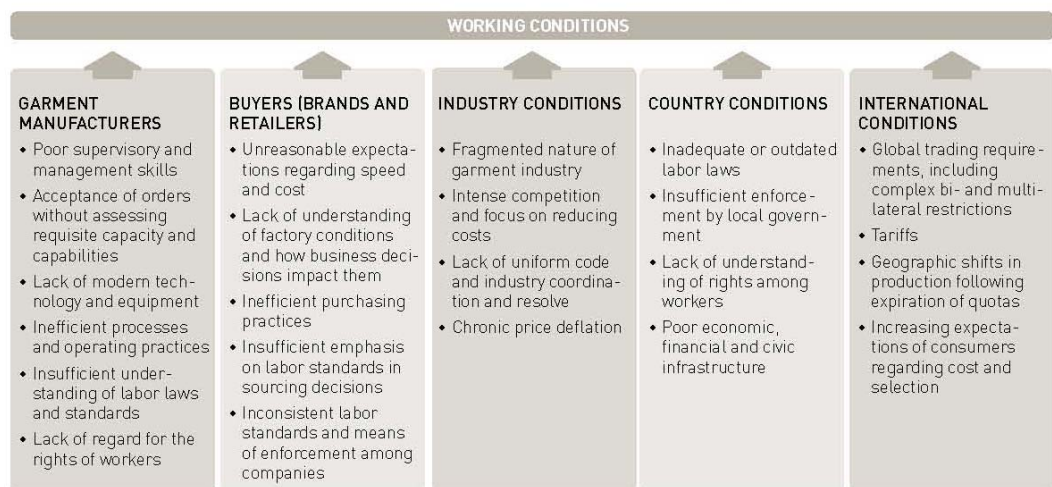 WORKING CONDITIONS
GARMENT
MANUFACTURERS
• Poor supervisory and
management skills
• Acceptance of orders
without assessing
requisite capacity and
capabilities
• Lack of modern tech-
nology and equipment
• Inefficient processes
and operating practices
• Insufficient under-
standing of labor laws
and standards
• Lack of regard for the
rights of workers
BUYERS (BRANDS AND
RETAILERS)
• Unreasonable expecta-
tions regarding speed
and cost
• Lack of understanding
of factory conditions
and how business deci-
sions impact them
• Inefficient purchasing
practices
• Insufficient emphasis
on labor standards in
sourcing decisions
• Inconsistent labor
standards and means
of enforcement among
companies
INDUSTRY CONDITIONS
• Fragmented nature of
garment industry
• Intense competition
and focus on reducing
costs
• Lack of uniform code
and industry coordina-
tion and resolve
• Chronic price deflation
COUNTRY CONDITIONS
• Inadequate or outdated
labor laws
• Insufficient enforce-
ment by local govern-
ment
• Lack of understand-
ing of rights among
workers
• Poor economic,
financial and civic
infrastructure
INTERNATIONAL
CONDITIONS
• Global trading require-
ments, including
complex bi- and multi-
lateral restrictions
• Tariffs
• Geographic shifts in
production following
expiration of quotas
• Increasing expecta-
tions of consumers
regarding cost and
selection